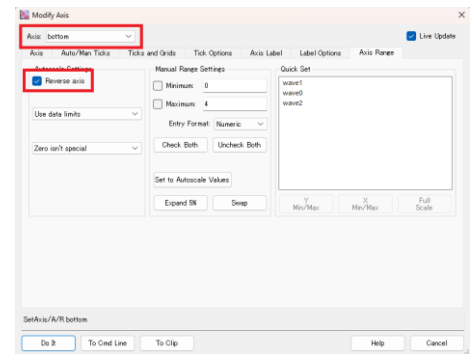 Modify Axis
Axis: bottom
Live Update
Axis Auto/Man Ticks Ticks and Grids Tick Options Axis Label Label Options Axis Range
Autoscale Settings
Reverse axis
Use data limits
Zero isn't special
Manual Range Settings
Minimum: 0
Maximum: 4
Entry Format: Numeric
Check Both Uncheck Both
Set to Autoscale Values
Expand 5% Swap
Quick Set
wave1
wave0
wave2
Y Min/Max
X Min/Max
Full Scale
SetAxis/A/R bottom
Do It To Cmd Line To Clip Help Cancel